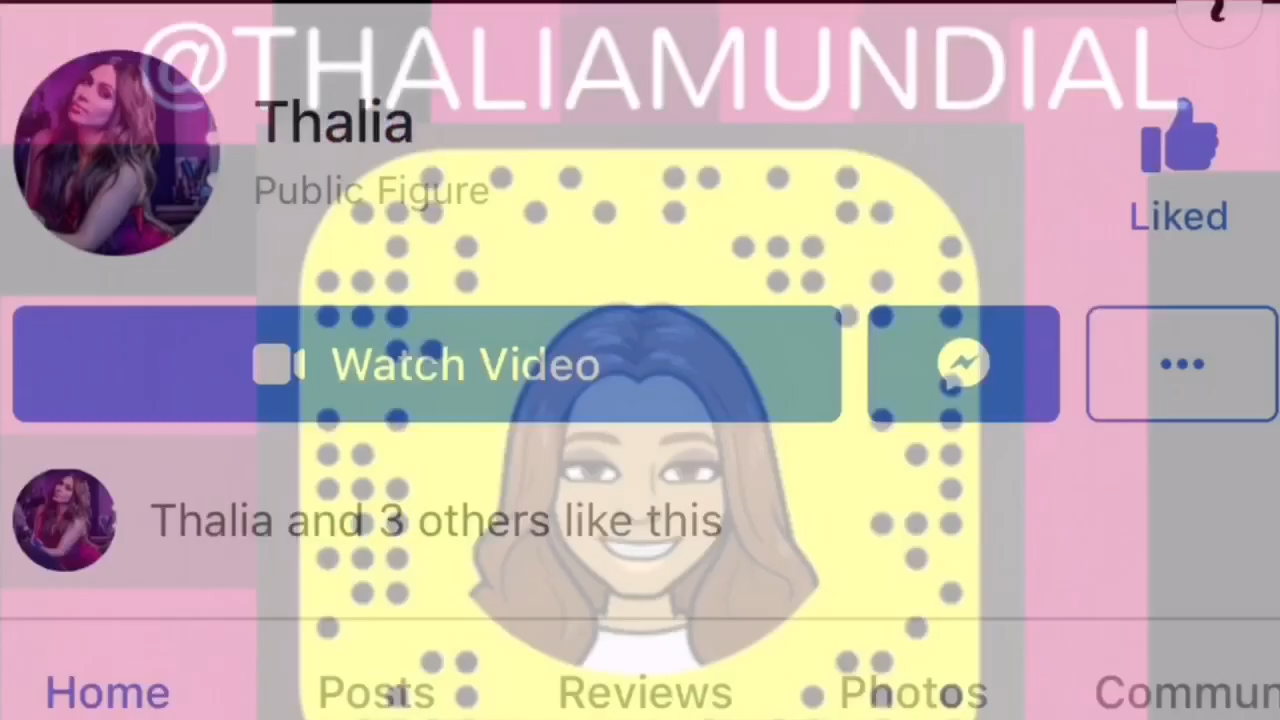 @THALIAMUNDIAL
Thalia
Public Figure
Liked
Watch Video
Thalia and 3 others like this
Home Posts Reviews Photos Commun